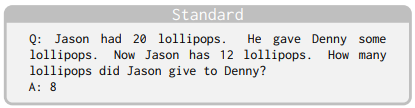 Standard
Q: Jason had 20 lollipops. He gave Denny some
lollipops. Now Jason has 12 lollipops. How many
lollipops did Jason give to Denny?
A: 8